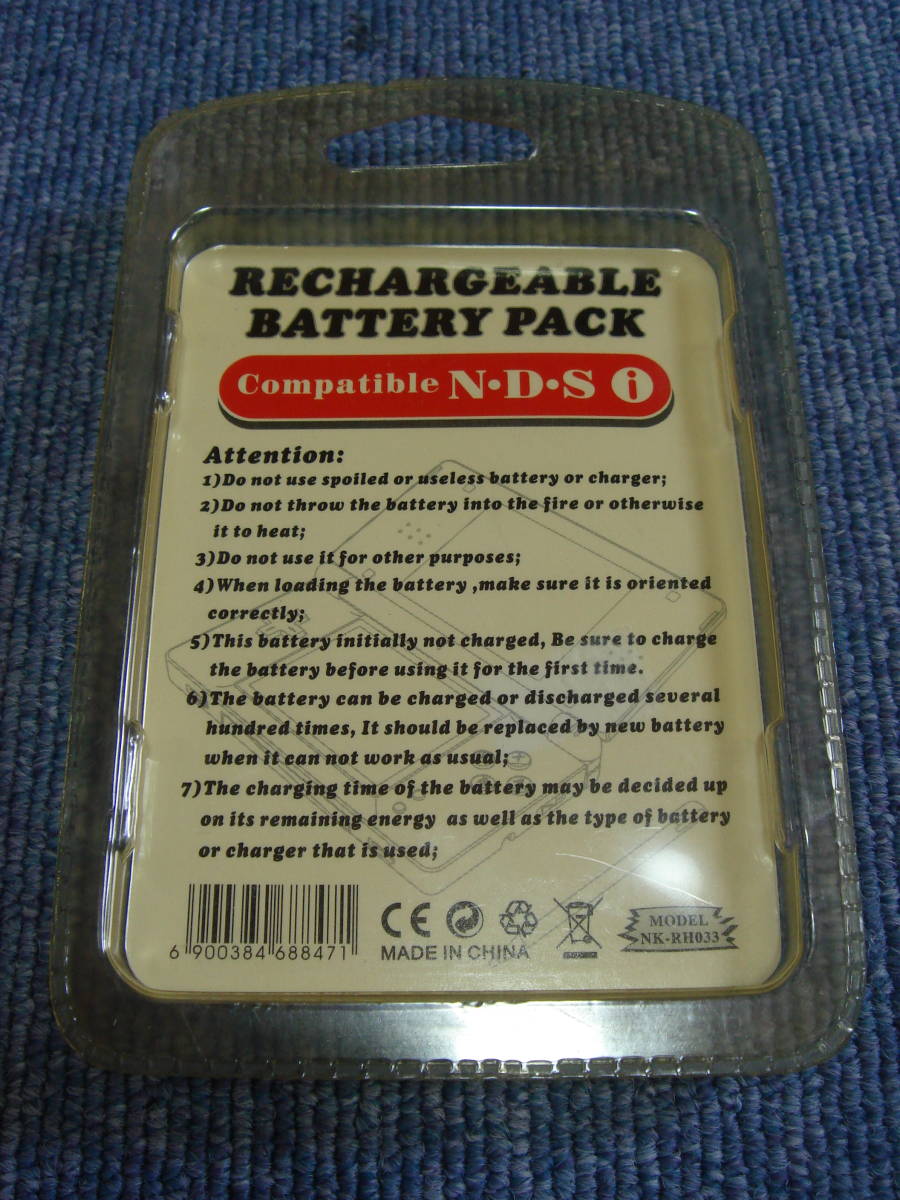 RECHARGEABLE
BATTERY PACK
Compatible N•D•S i
Attention:
1)Do not use spoiled or useless battery or charger;
2)Do not throw the battery into the fire or otherwise
it to heat;
3)Do not use it for other purposes;
4)When loading the battery ,make sure it is oriented
correctly;
5)This battery initially not charged, Be sure to charge
the battery before using it for the first time.
6)The battery can be charged or discharged several
hundred times, It should be replaced by new battery
when it can not work as usual;
7)The charging time of the battery may be decided up
on its remaining energy as well as the type of battery
or charger that is used;
6 900384 688471
CE
MADE IN CHINA
MODEL
NK-RH033